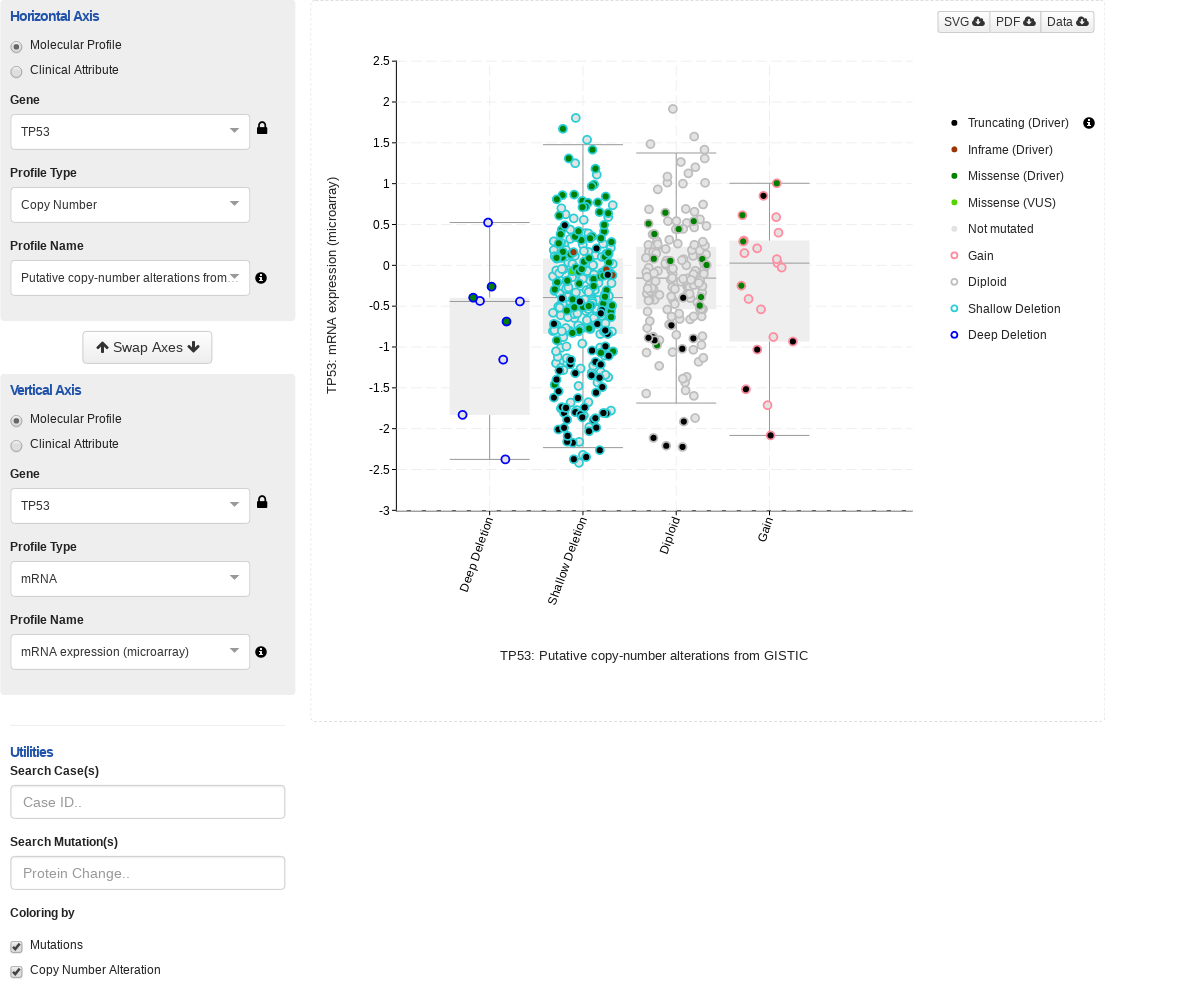 Horizontal Axis
Molecular Profile
Clinical Attribute
Gene
TP53
Profile Type
Copy Number
Profile Name
Putative copy-number alterations from...
Swap Axes
Vertical Axis
Molecular Profile
Clinical Attribute
Gene
TP53
Profile Type
mRNA
Profile Name
mRNA expression (microarray)
Utilities
Search Case(s)
Case ID..
Search Mutation(s)
Protein Change..
Coloring by
Mutations
Copy Number Alteration
SVG PDF Data
TP53: mRNA expression (microarray)
2.5
2
1.5
1
0.5
0
-0.5
-1
-1.5
-2
-2.5
-3
Deep Deletion
Shallow Deletion
Diploid
Gain
TP53: Putative copy-number alterations from GISTIC
Truncating (Driver)
Inframe (Driver)
Missense (Driver)
Missense (VUS)
Not mutated
Gain
Diploid
Shallow Deletion
Deep Deletion